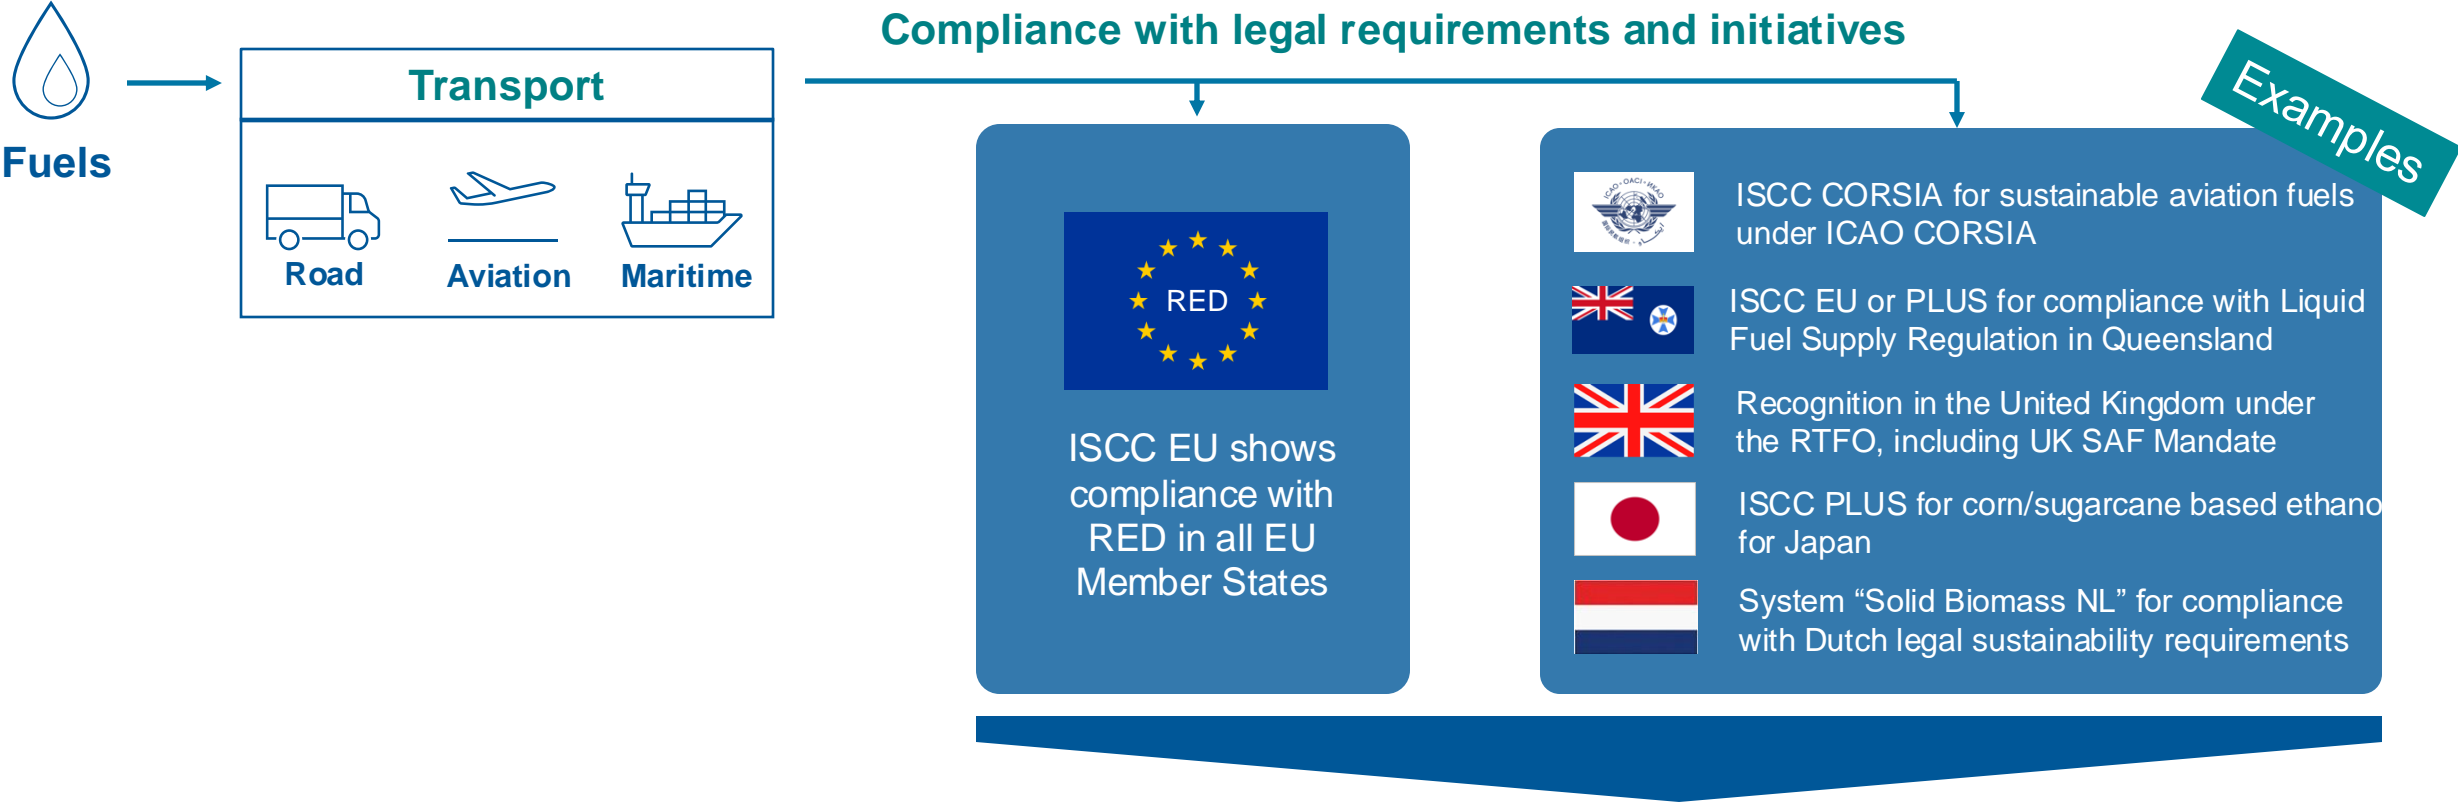 Compliance with legal requirements and initiatives
Fuels
Transport
Road
Aviation
Maritime
Examples
RED
ISCC EU shows
compliance with
RED in all EU
Member States
ICAO · OACI · ИКАО
ISCC CORSIA for sustainable aviation fuels
under ICAO CORSIA
ISCC EU or PLUS for compliance with Liquid
Fuel Supply Regulation in Queensland
Recognition in the United Kingdom under
the RTFO, including UK SAF Mandate
ISCC PLUS for corn/sugarcane based ethano
for Japan
System “Solid Biomass NL” for compliance
with Dutch legal sustainability requirements